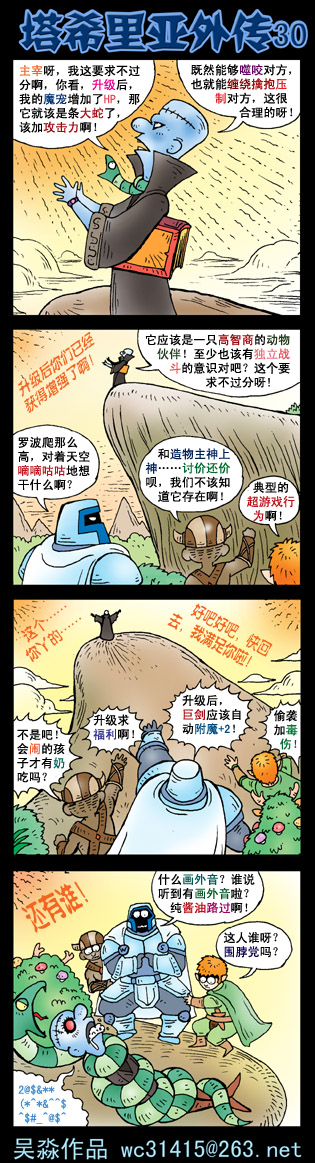 塔希里亚外传30
主宰呀，我这要求不过
分啊，你看，升级后，
我的魔宠增加了HP，那
它就该是条大蛇了，
该加攻击力啊！
既然能够噬咬对方，
也就能缠绕擒抱压
制对方，这很
合理的呀！
升级后你们已经
获得增强了啊！
它应该是一只高智商的动物
伙伴！至少也该有独立战
斗的意识对吧？这个要
求不过分呀！
罗波爬那么
高，对着天空
嘀嘀咕咕地想
干什么啊？
和造物主神上
神……讨价还价
呗，我们不该知
道它存在啊！
典型的
超游戏行
为啊！
这个……
你丫的……
好吧好吧，快回
去，我满足你啦！
不是吧！
会闹的孩
子才有奶
吃吗？
升级求
福利啊！
升级后，
巨剑应该自
动附魔+2！
偷袭
加毒
伤！
还有谁！
什么画外音？谁说
听到有画外音啦？
纯酱油路过啊！
这人谁呀？
围脖党吗？
2@$&**
(*^*&^^$
^$#_^@$^
吴淼作品 wc31415@263.net